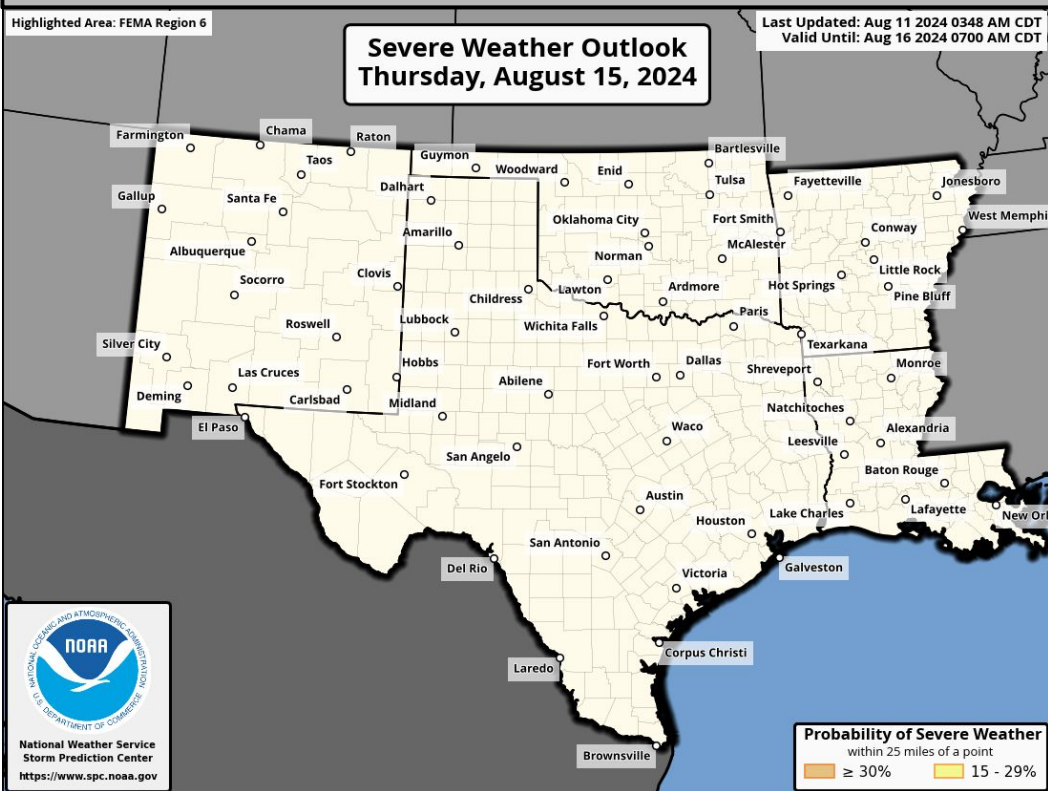 Highlighted Area: FEMA Region 6
Last Updated: Aug 11 2024 0348 AM CDT
Valid Until: Aug 16 2024 0700 AM CDT
Severe Weather Outlook
Thursday, August 15, 2024
Farmington
Chama
Raton
Taos
Guymon
Woodward
Enid
Bartlesville
Tulsa
Fayetteville
Jonesboro
Gallup
Santa Fe
Dalhart
Oklahoma City
Fort Smith
West Memphi
Albuquerque
Amarillo
Norman
McAlester
Conway
Socorro
Clovis
Childress
Lawton
Ardmore
Hot Springs
Little Rock
Pine Bluff
Roswell
Lubbock
Wichita Falls
Paris
Texarkana
Silver City
Las Cruces
Hobbs
Abilene
Fort Worth
Dallas
Shreveport
Monroe
Deming
Carlsbad
Midland
Natchitoches
El Paso
San Angelo
Waco
Leesville
Alexandria
Fort Stockton
Austin
Baton Rouge
Houston
Lake Charles
Lafayette
New Orl
Del Rio
San Antonio
Victoria
Galveston
Laredo
Corpus Christi
Brownsville
NATIONAL OCEANIC AND ATMOSPHERIC ADMINISTRATION
NOAA
U.S. DEPARTMENT OF COMMERCE
National Weather Service
Storm Prediction Center
https://www.spc.noaa.gov
Probability of Severe Weather
within 25 miles of a point
≥ 30%
15 - 29%